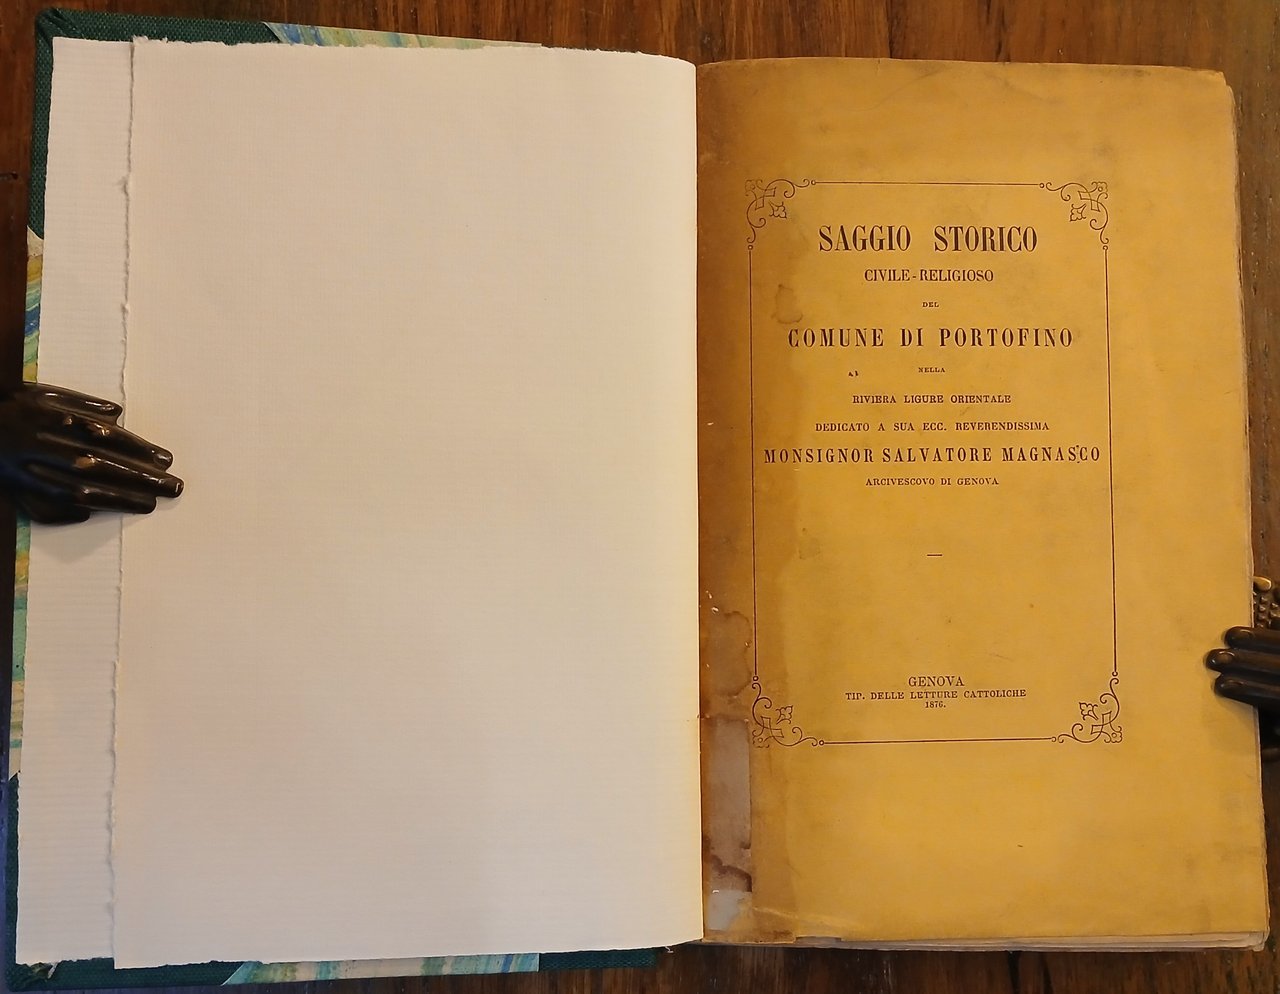 SAGGIO STORICO
CIVILE-RELIGIOSO
DEL
COMUNE DI PORTOFINO
NELLA
RIVIERA LIGURE ORIENTALE
DEDICATO A SUA ECC. REVERENDISSIMA
MONSIGNOR SALVATORE MAGNASCO
ARCIVESCOVO DI GENOVA
GENOVA
TIP. DELLE LETTURE CATTOLICHE
1876.